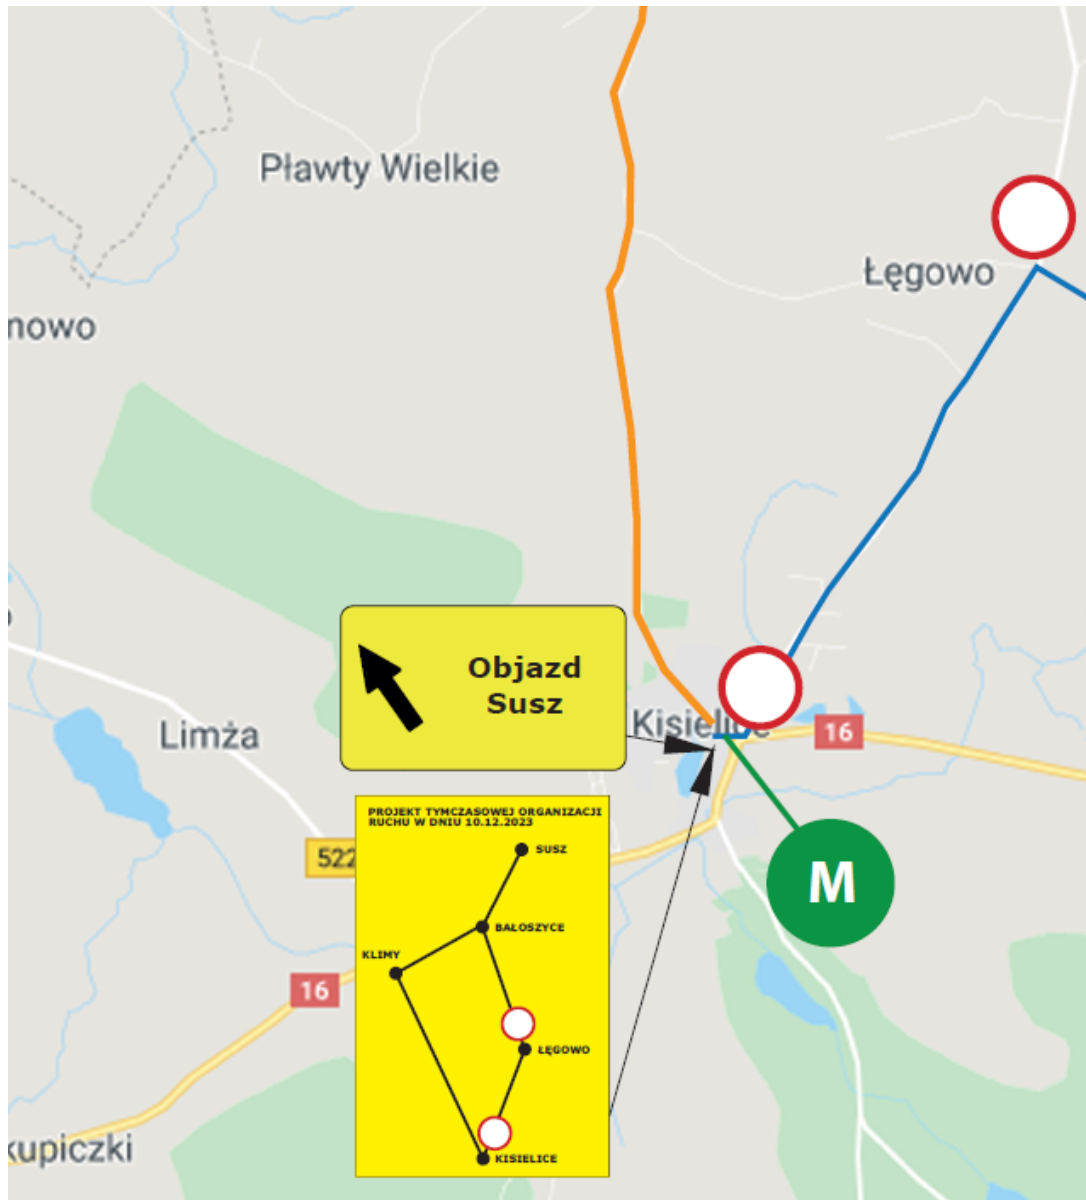 Pławty Wielkie
Łęgowo
nowo
Objazd
Susz
Kisielice
16
Limża
PROJEKT TYMCZASOWEJ ORGANIZACJI
RUCHU W DNIU 10.12.2023
SUSZ
522
M
BAŁOSZYCE
KLIMY
16
ŁĘGOWO
kupiczki
KISIELICE